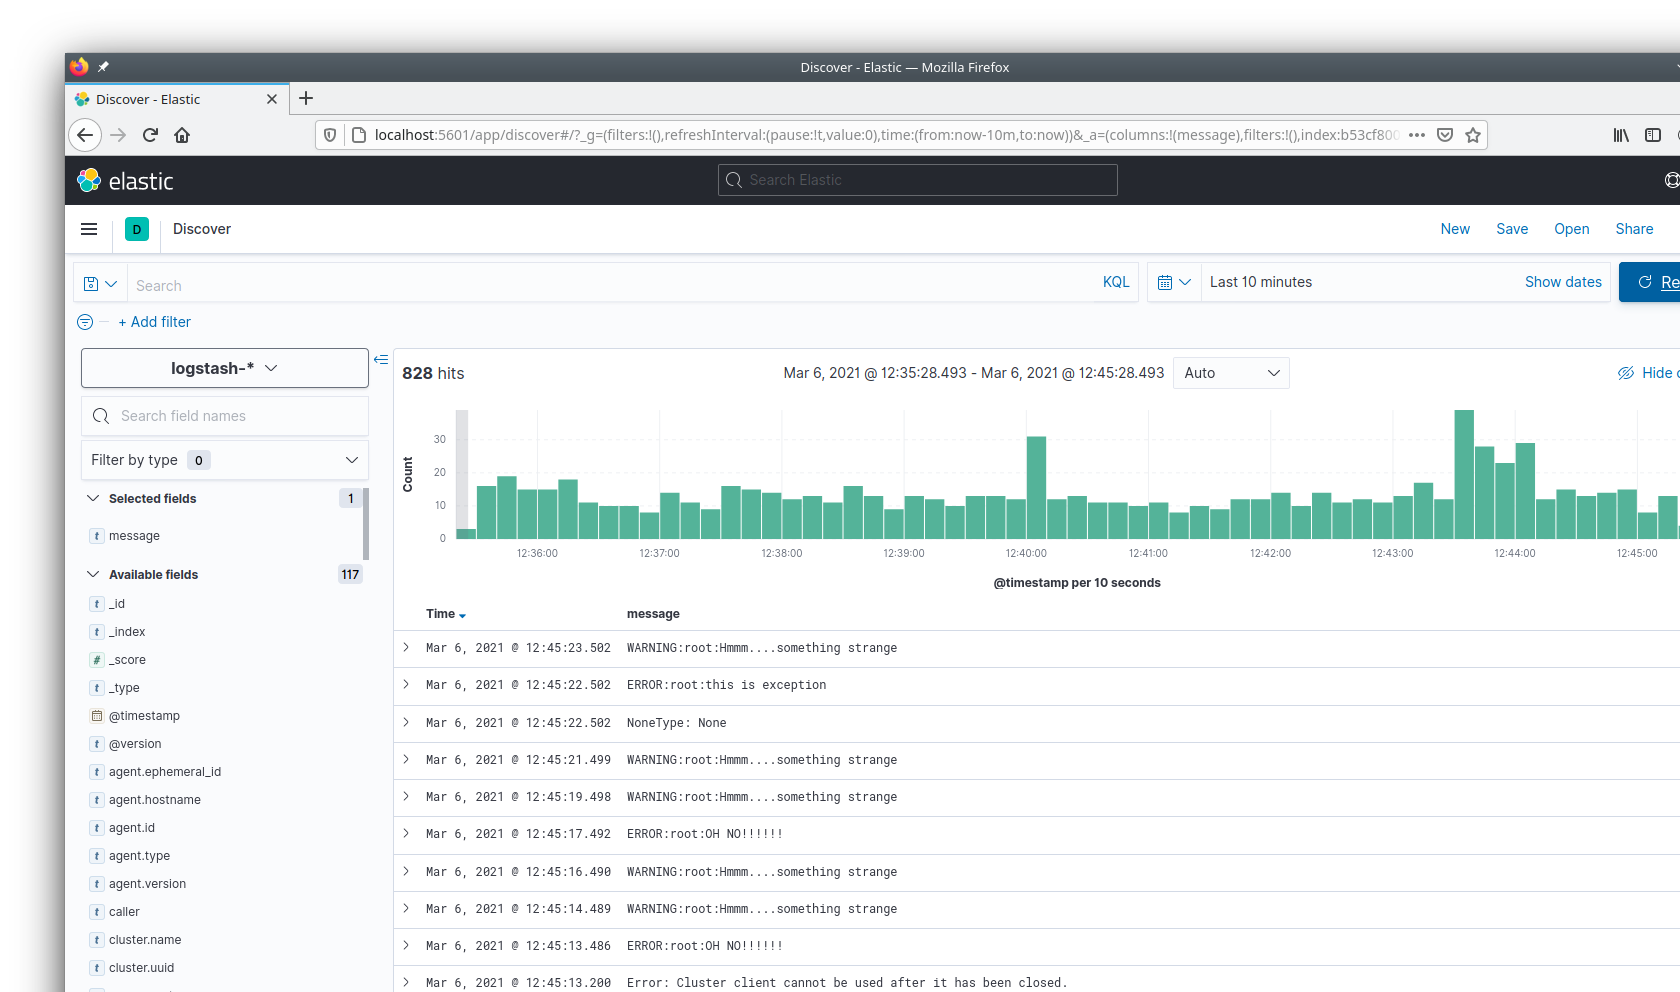 Discover - Elastic — Mozilla Firefox
Discover - Elastic
localhost:5601/app/discover#/?_g=(filters:!(),refreshInterval:(pause:!t,value:0),time:(from:now-10m,to:now))&_a=(columns:!(message),filters:!(),index:b53cf800
elastic
Search Elastic
D Discover New Save Open Share
Search KQL Last 10 minutes Show dates Re
+ Add filter
logstash-*
828 hits Mar 6, 2021 @ 12:35:28.493 - Mar 6, 2021 @ 12:45:28.493 Auto Hide
Search field names
Filter by type 0
Selected fields 1
t message
Available fields 117
t _id
t _index
# _score
t _type
@timestamp
t @version
t agent.ephemeral_id
t agent.hostname
t agent.id
t agent.type
t agent.version
t caller
t cluster.name
t cluster.uuid
Count
30
20
10
0
12:36:00 12:37:00 12:38:00 12:39:00 12:40:00 12:41:00 12:42:00 12:43:00 12:44:00 12:45:00
@timestamp per 10 seconds
Time message
Mar 6, 2021 @ 12:45:23.502 WARNING:root:Hmmm....something strange
Mar 6, 2021 @ 12:45:22.502 ERROR:root:this is exception
Mar 6, 2021 @ 12:45:22.502 NoneType: None
Mar 6, 2021 @ 12:45:21.499 WARNING:root:Hmmm....something strange
Mar 6, 2021 @ 12:45:19.498 WARNING:root:Hmmm....something strange
Mar 6, 2021 @ 12:45:17.492 ERROR:root:OH NO!!!!!!
Mar 6, 2021 @ 12:45:16.490 WARNING:root:Hmmm....something strange
Mar 6, 2021 @ 12:45:14.489 WARNING:root:Hmmm....something strange
Mar 6, 2021 @ 12:45:13.486 ERROR:root:OH NO!!!!!!
Mar 6, 2021 @ 12:45:13.200 Error: Cluster client cannot be used after it has been closed.